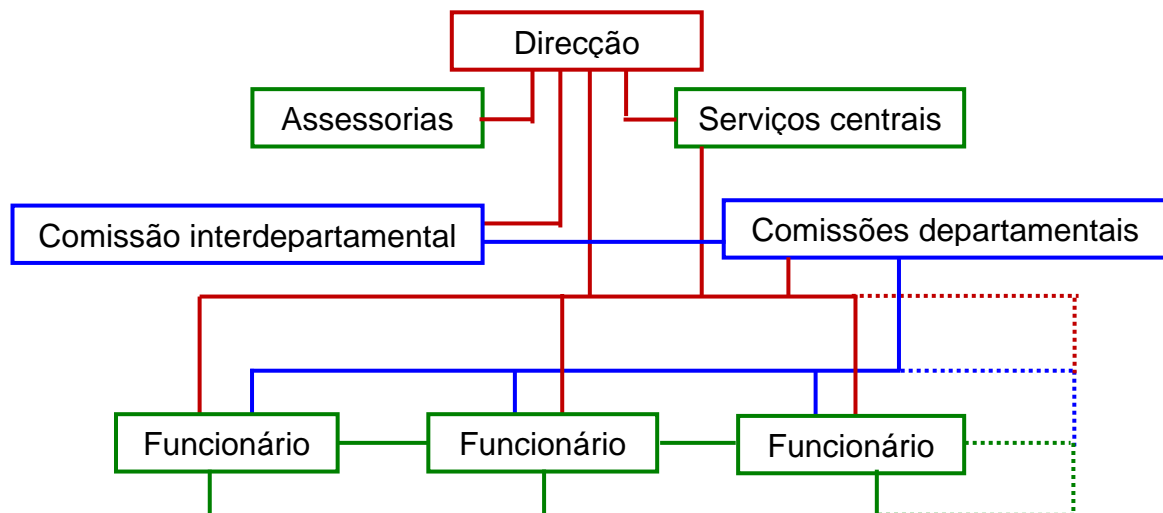 Direcção
Assessorias
Serviços centrais
Comissão interdepartamental
Comissões departamentais
Funcionário
Funcionário
Funcionário